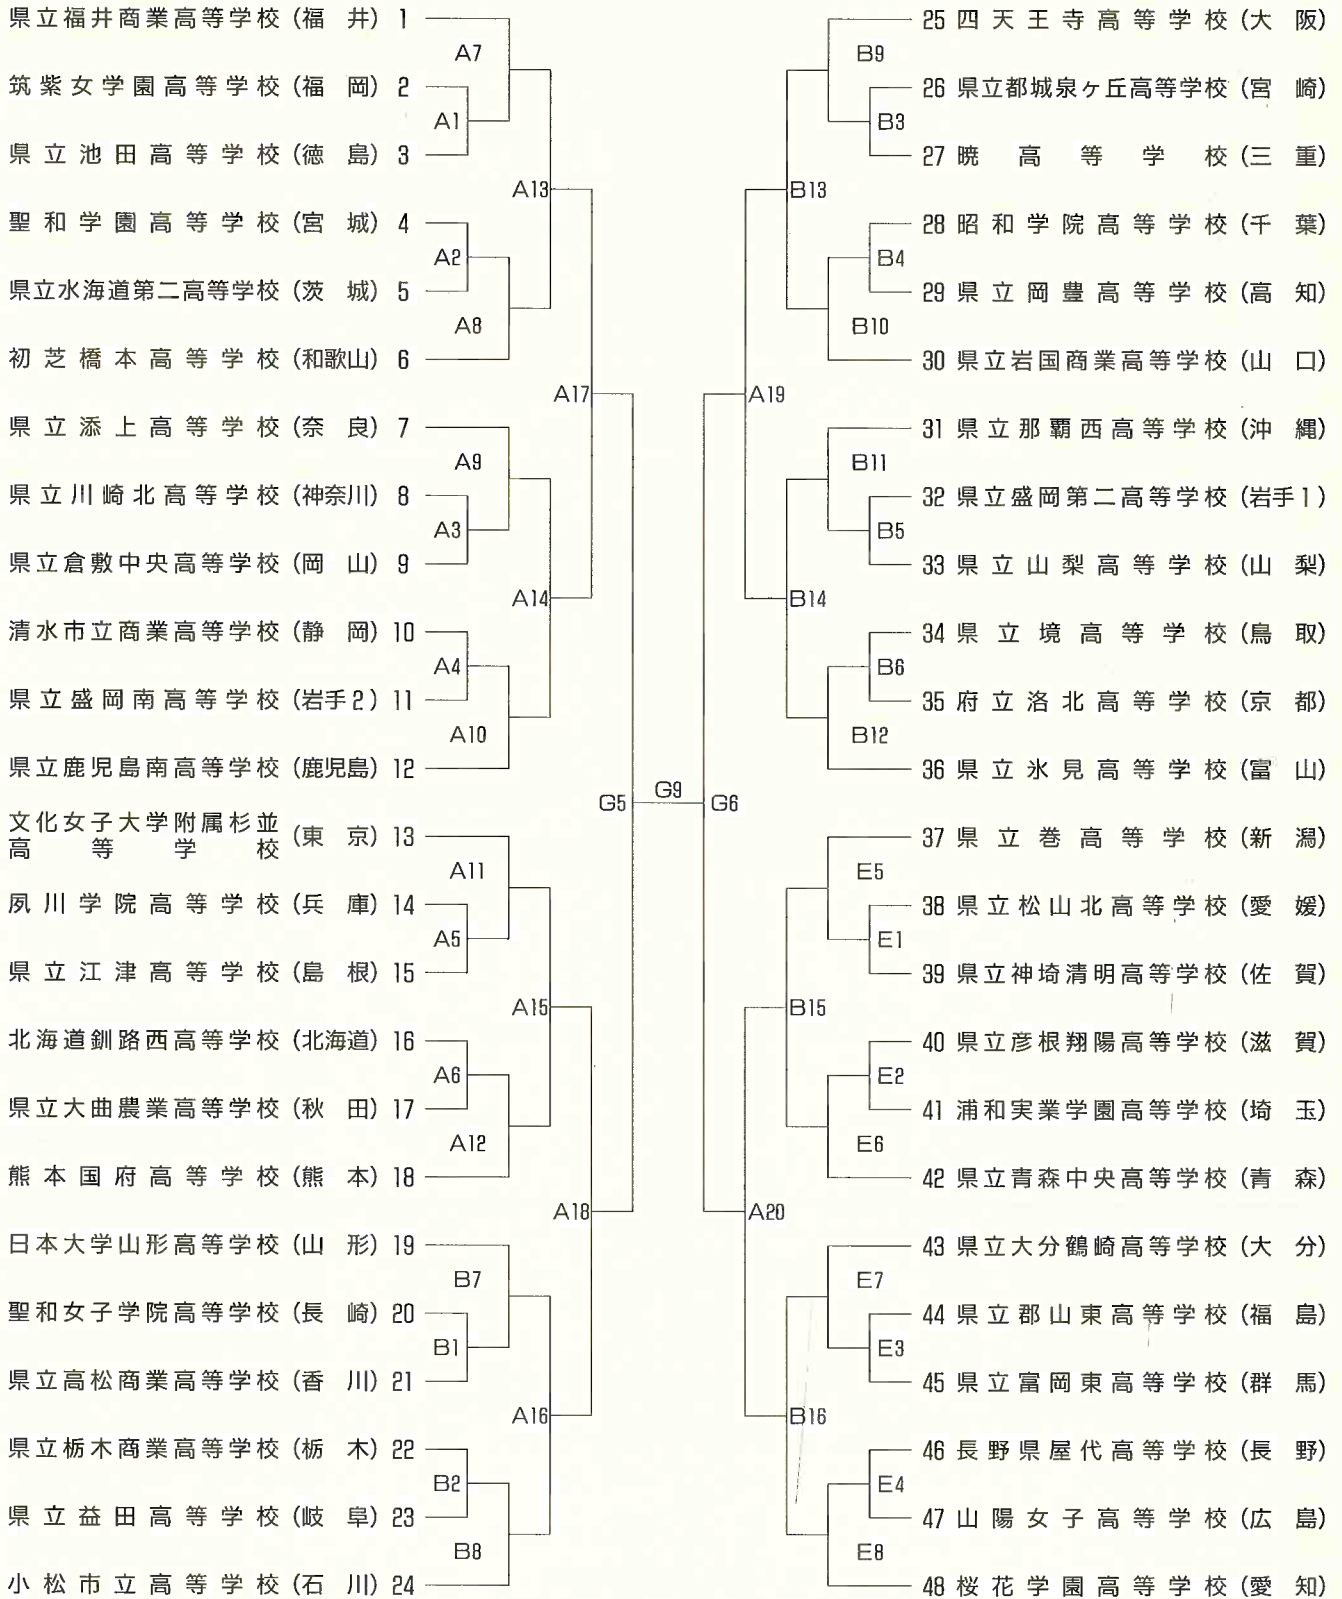 県立福井商業高等学校(福井) 1
A7
筑紫女学園高等学校(福岡) 2
A1
県立池田高等学校(徳島) 3
A13
聖和学園高等学校(宮城) 4
A2
県立水海道第二高等学校(茨城) 5
A8
初芝橋本高等学校(和歌山) 6
A17
県立添上高等学校(奈良) 7
A9
県立川崎北高等学校(神奈川) 8
A3
県立倉敷中央高等学校(岡山) 9
A14
清水市立商業高等学校(静岡) 10
A4
県立盛岡南高等学校(岩手2) 11
A10
県立鹿児島南高等学校(鹿児島) 12
G5
文化女子大学附属杉並
高等学校
(東京) 13
A11
夙川学院高等学校(兵庫) 14
A5
県立江津高等学校(島根) 15
A15
北海道釧路西高等学校(北海道) 16
A6
県立大曲農業高等学校(秋田) 17
A12
熊本国府高等学校(熊本) 18
A18
日本大学山形高等学校(山形) 19
B7
聖和女子学院高等学校(長崎) 20
B1
県立高松商業高等学校(香川) 21
A16
県立栃木商業高等学校(栃木) 22
B2
県立益田高等学校(岐阜) 23
B8
小松市立高等学校(石川) 24
G9
25 四天王寺高等学校(大阪)
B9
26 県立都城泉ヶ丘高等学校(宮崎)
B3
27 暁高等学校(三重)
B13
28 昭和学院高等学校(千葉)
B4
29 県立岡豊高等学校(高知)
B10
30 県立岩国商業高等学校(山口)
A19
31 県立那覇西高等学校(沖縄)
B11
32 県立盛岡第二高等学校(岩手1)
B5
33 県立山梨高等学校(山梨)
B14
34 県立境高等学校(鳥取)
B6
35 府立洛北高等学校(京都)
B12
36 県立氷見高等学校(富山)
G6
37 県立巻高等学校(新潟)
E5
38 県立松山北高等学校(愛媛)
E1
39 県立神埼清明高等学校(佐賀)
B15
40 県立彦根翔陽高等学校(滋賀)
E2
41 浦和実業学園高等学校(埼玉)
E6
42 県立青森中央高等学校(青森)
A20
43 県立大分鶴崎高等学校(大分)
E7
44 県立郡山東高等学校(福島)
E3
45 県立富岡東高等学校(群馬)
B16
46 長野県屋代高等学校(長野)
E4
47 山陽女子高等学校(広島)
E8
48 桜花学園高等学校(愛知)